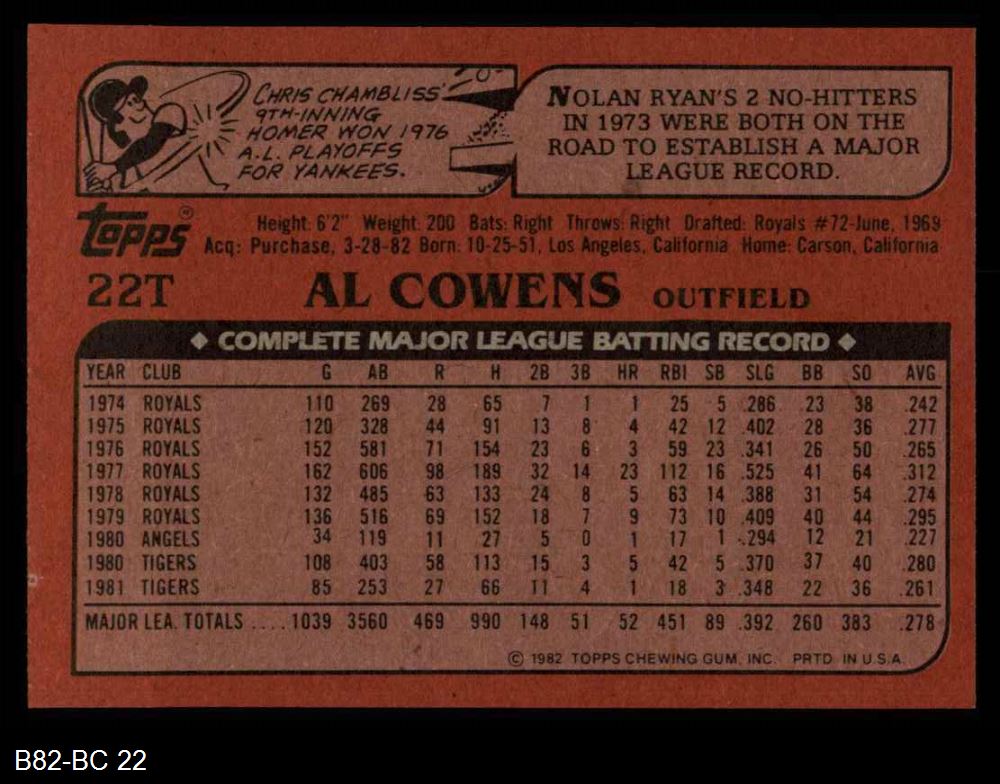 CHRIS CHAMBLISS'
9TH-INNING
HOMER WON 1976
A.L. PLAYOFFS
FOR YANKEES.
NOLAN RYAN'S 2 NO-HITTERS
IN 1973 WERE BOTH ON THE
ROAD TO ESTABLISH A MAJOR
LEAGUE RECORD.
Topps®
Height: 6'2" Weight: 200 Bats: Right Throws: Right Drafted: Royals #72-June, 1969
Acq: Purchase, 3-28-82 Born: 10-25-51, Los Angeles, California Home: Carson, California
22T AL COWENS OUTFIELD
◆ COMPLETE MAJOR LEAGUE BATTING RECORD ◆
YEAR CLUB G AB R H 2B 3B HR RBI SB SLG BB SO AVG
1974 ROYALS 110 269 28 65 7 1 1 25 5 .286 23 38 .242
1975 ROYALS 120 328 44 91 13 8 4 42 12 .402 28 36 .277
1976 ROYALS 152 581 71 154 23 6 3 59 23 .341 26 50 .265
1977 ROYALS 162 606 98 189 32 14 23 112 16 .525 41 64 .312
1978 ROYALS 132 485 63 133 24 8 5 63 14 .388 31 54 .274
1979 ROYALS 136 516 69 152 18 7 9 73 10 .409 40 44 .295
1980 ANGELS 34 119 11 27 5 0 1 17 1 .294 12 21 .227
1980 TIGERS 108 403 58 113 15 3 5 42 5 .370 37 40 .280
1981 TIGERS 85 253 27 66 11 4 1 18 3 .348 22 36 .261
MAJOR LEA. TOTALS .... 1039 3560 469 990 148 51 52 451 89 .392 260 383 .278
© 1982 TOPPS CHEWING GUM, INC. PRTD IN U.S.A.
B82-BC 22